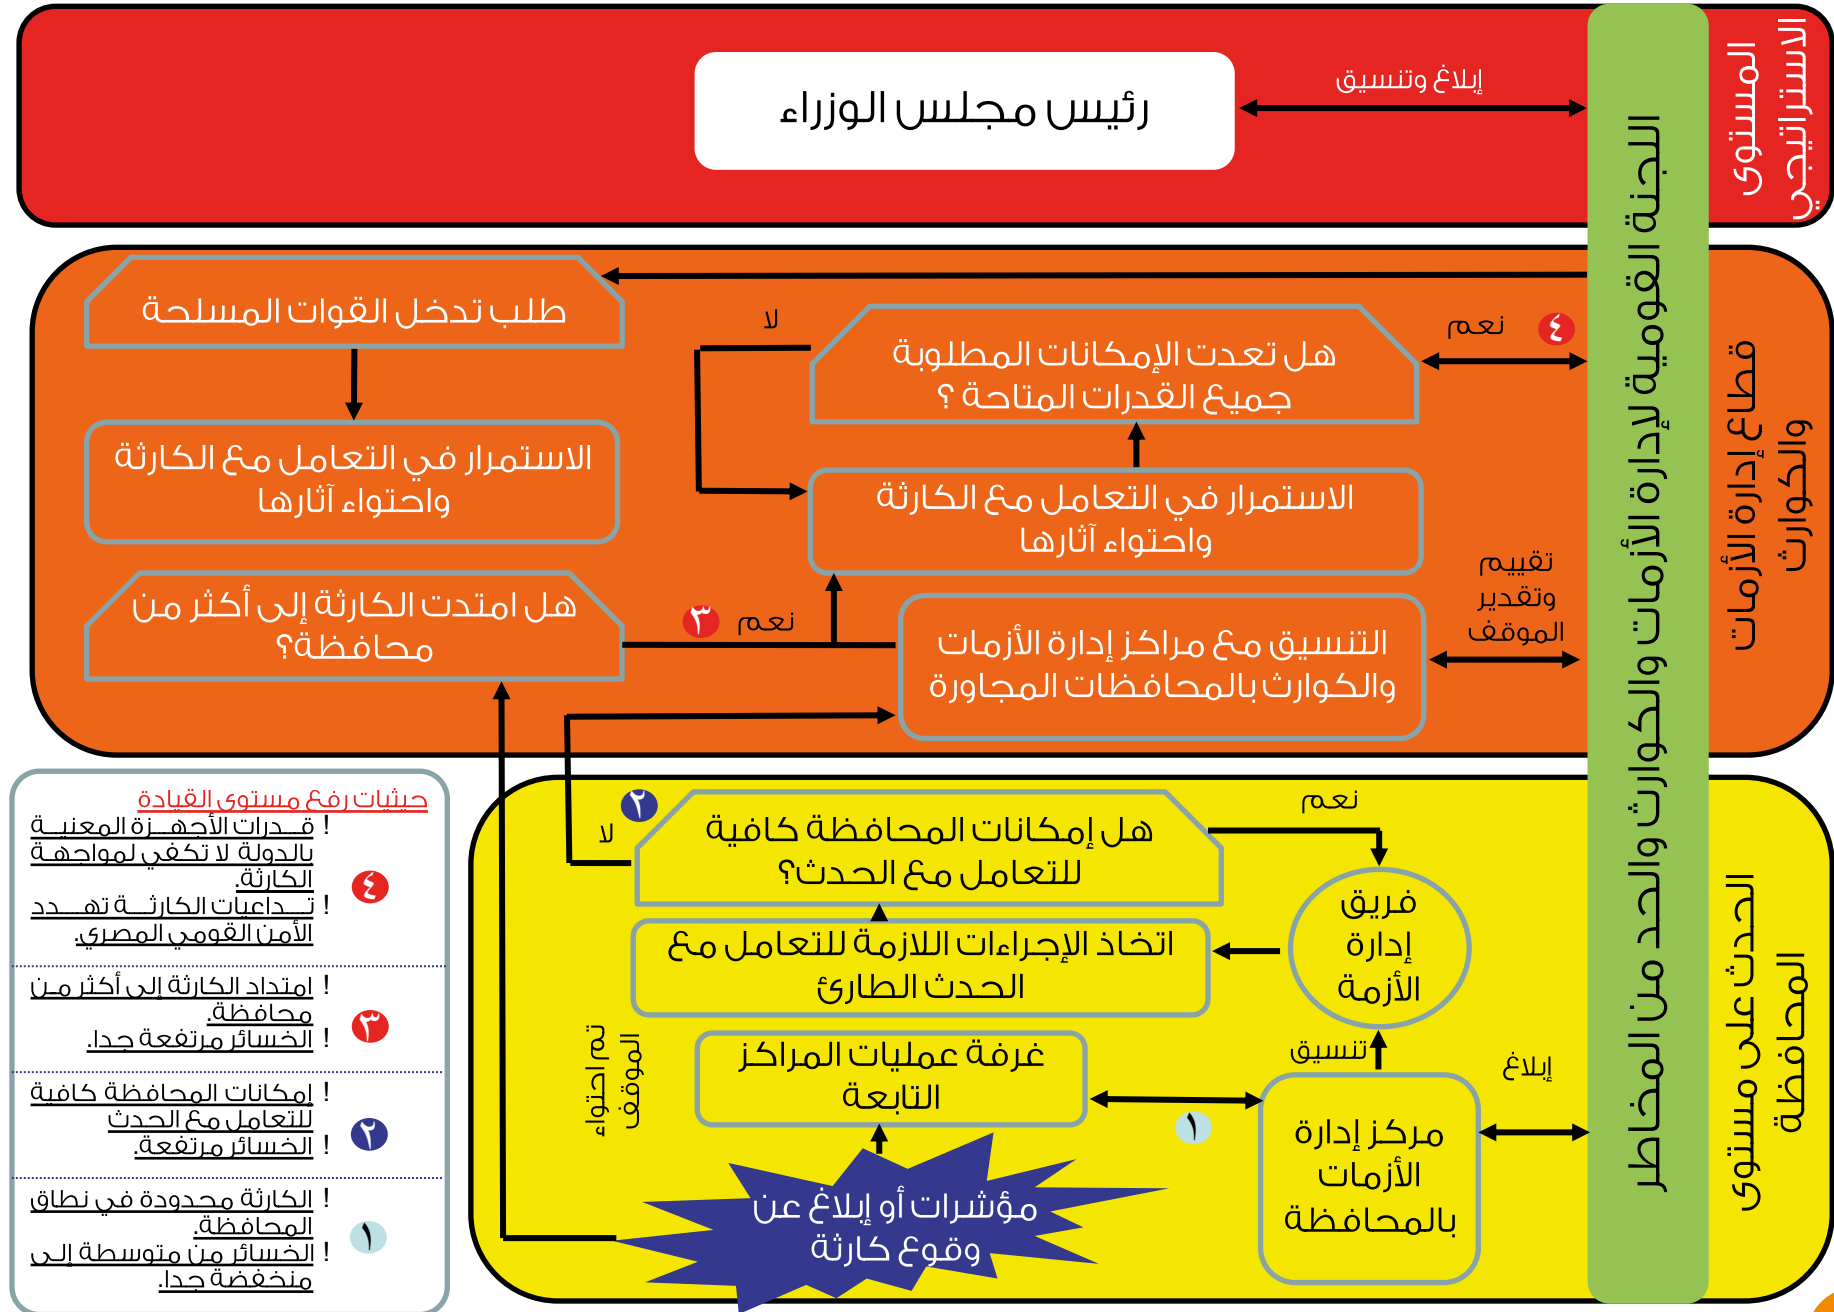 المستوى
الاستراتيجي
اللجنة القومية لإدارة الأزمات والكوارث والحد من المخاطر
إبلاغ وتنسيق
رئيس مجلس الوزراء
قطاع إدارة الأزمات
والكوارث
طلب تدخل القوات المسلحة
الاستمرار في التعامل مع الكارثة
واحتواء آثارها
لا
نعم
٤
هل تعدت الإمكانات المطلوبة
جميع القدرات المتاحة ؟
الاستمرار في التعامل مع الكارثة
واحتواء آثارها
تقييم
وتقدير
الموقف
التنسيق مع مراكز إدارة الأزمات
والكوارث بالمحافظات المجاورة
نعم
٣
هل امتدت الكارثة إلى أكثر من
محافظة؟
الحدث على مستوى
المحافظة
نعم
٢
لا
هل إمكانات المحافظة كافية
للتعامل مع الحدث؟
فريق
إدارة
الأزمة
اتخاذ الإجراءات اللازمة للتعامل مع
الحدث الطارئ
تنسيق
إبلاغ
غرفة عمليات المراكز
التابعة
١
مركز إدارة
الأزمات
بالمحافظة
تم احتواء
الموقف
مؤشرات أو إبلاغ عن
وقوع كارثة
حيثيات رفع مستوى القيادة
٤
! قدرات الأجهزة المعنية
بالدولة لا تكفي لمواجهة
الكارثة.
! تداعيات الكارثة تهدد
الأمن القومي المصري.
٣
! امتداد الكارثة إلى أكثر من
محافظة.
! الخسائر مرتفعة جدا.
٢
! إمكانات المحافظة كافية
للتعامل مع الحدث
! الخسائر مرتفعة.
١
! الكارثة محدودة في نطاق
المحافظة.
! الخسائر من متوسطة إلى
منخفضة جدا.